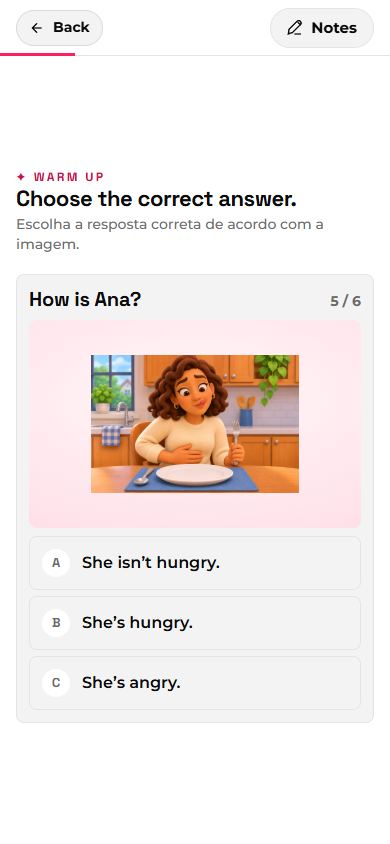 ← Back
Notes
✦ WARM UP
Choose the correct answer.
Escolha a resposta correta de acordo com a
imagem.
How is Ana?
5 / 6
A She isn’t hungry.
B She’s hungry.
C She’s angry.